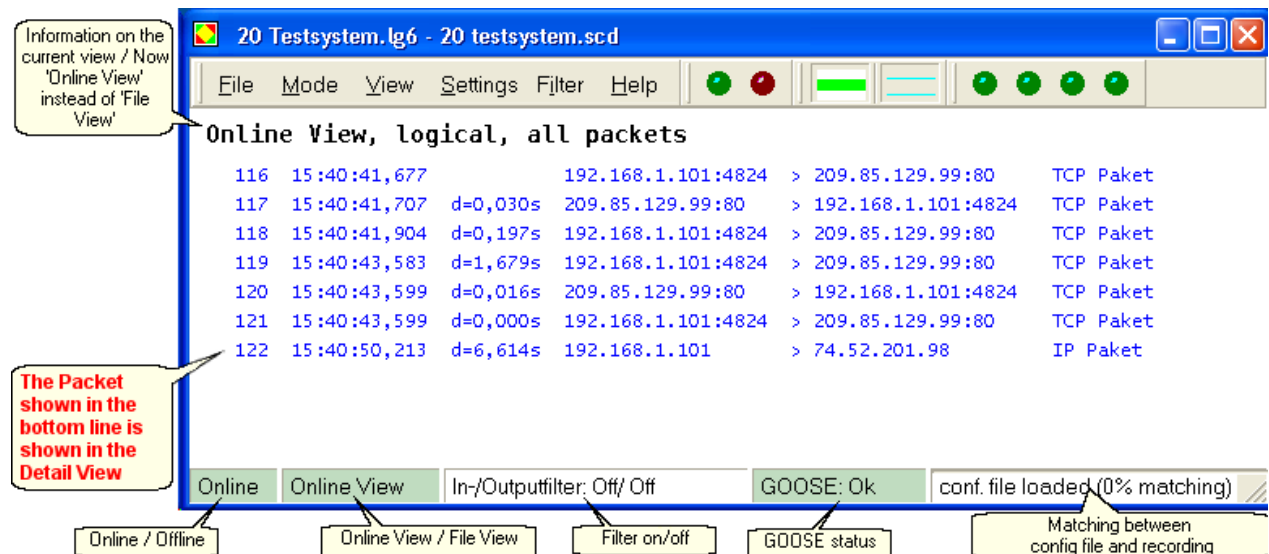 Information on the
current view / Now
'Online View'
instead of 'File
View'
20 Testsystem.lg6 - 20 testsystem.scd
File Mode View Settings Filter Help
Online View, logical, all packets
116 15:40:41,677 192.168.1.101:4824 > 209.85.129.99:80 TCP Paket
117 15:40:41,707 d=0,030s 209.85.129.99:80 > 192.168.1.101:4824 TCP Paket
118 15:40:41,904 d=0,197s 192.168.1.101:4824 > 209.85.129.99:80 TCP Paket
119 15:40:43,583 d=1,679s 192.168.1.101:4824 > 209.85.129.99:80 TCP Paket
120 15:40:43,599 d=0,016s 209.85.129.99:80 > 192.168.1.101:4824 TCP Paket
121 15:40:43,599 d=0,000s 192.168.1.101:4824 > 209.85.129.99:80 TCP Paket
122 15:40:50,213 d=6,614s 192.168.1.101 > 74.52.201.98 IP Paket
The Packet
shown in the
bottom line is
shown in the
Detail View
Online Online View In-/Outputfilter: Off/ Off GOOSE: Ok conf. file loaded (0% matching)
Online / Offline
Online View / File View
Filter on/off
GOOSE status
Matching between
config file and recording